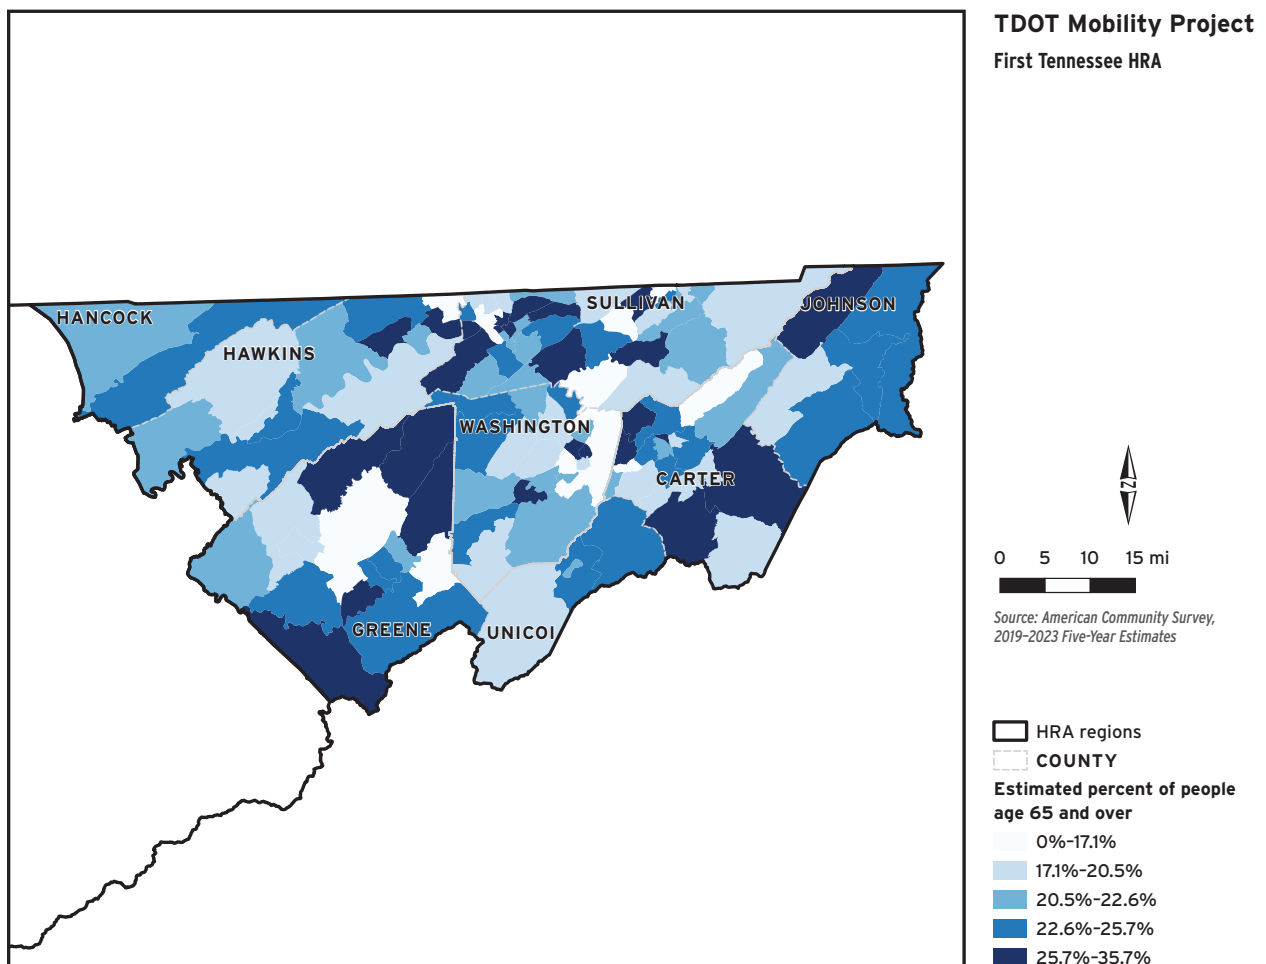 TDOT Mobility Project
First Tennessee HRA
HANCOCK
HAWKINS
SULLIVAN
JOHNSON
WASHINGTON
CARTER
GREENE
UNICOI
N
0 5 10 15 mi
Source: American Community Survey,
2019–2023 Five-Year Estimates
HRA regions
COUNTY
Estimated percent of people
age 65 and over
0%–17.1%
17.1%–20.5%
20.5%–22.6%
22.6%–25.7%
25.7%–35.7%